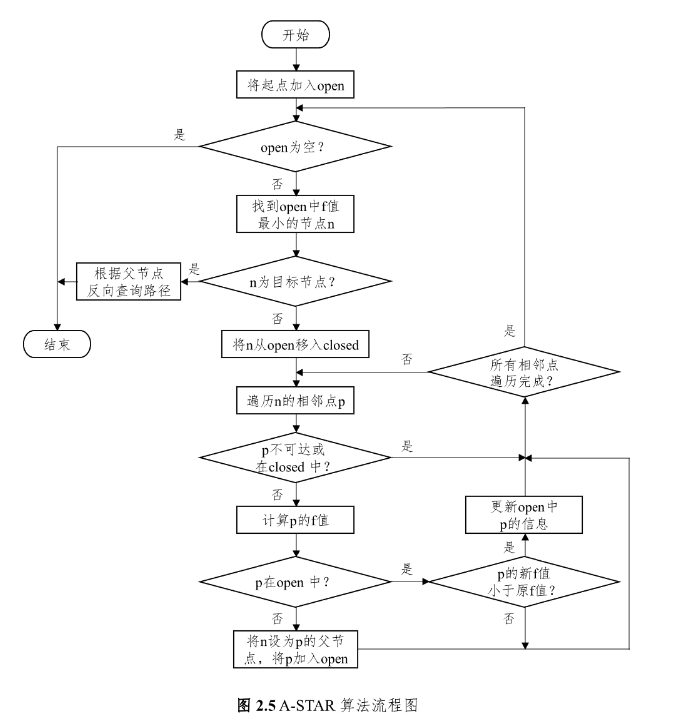 开始
将起点加入open
是
open为空？
否
找到open中f值
最小的节点n
根据父节点
反向查询路径
是
n为目标节点？
否
结束
将n从open移入closed
是
否
所有相邻点
遍历完成？
遍历n的相邻点p
p不可达或
在closed 中？
是
否
计算p的f值
更新open中
p的信息
是
p在open 中？
是
p的新f值
小于原f值？
否
否
将n设为p的父节
点，将p加入open
图 2.5 A-STAR 算法流程图